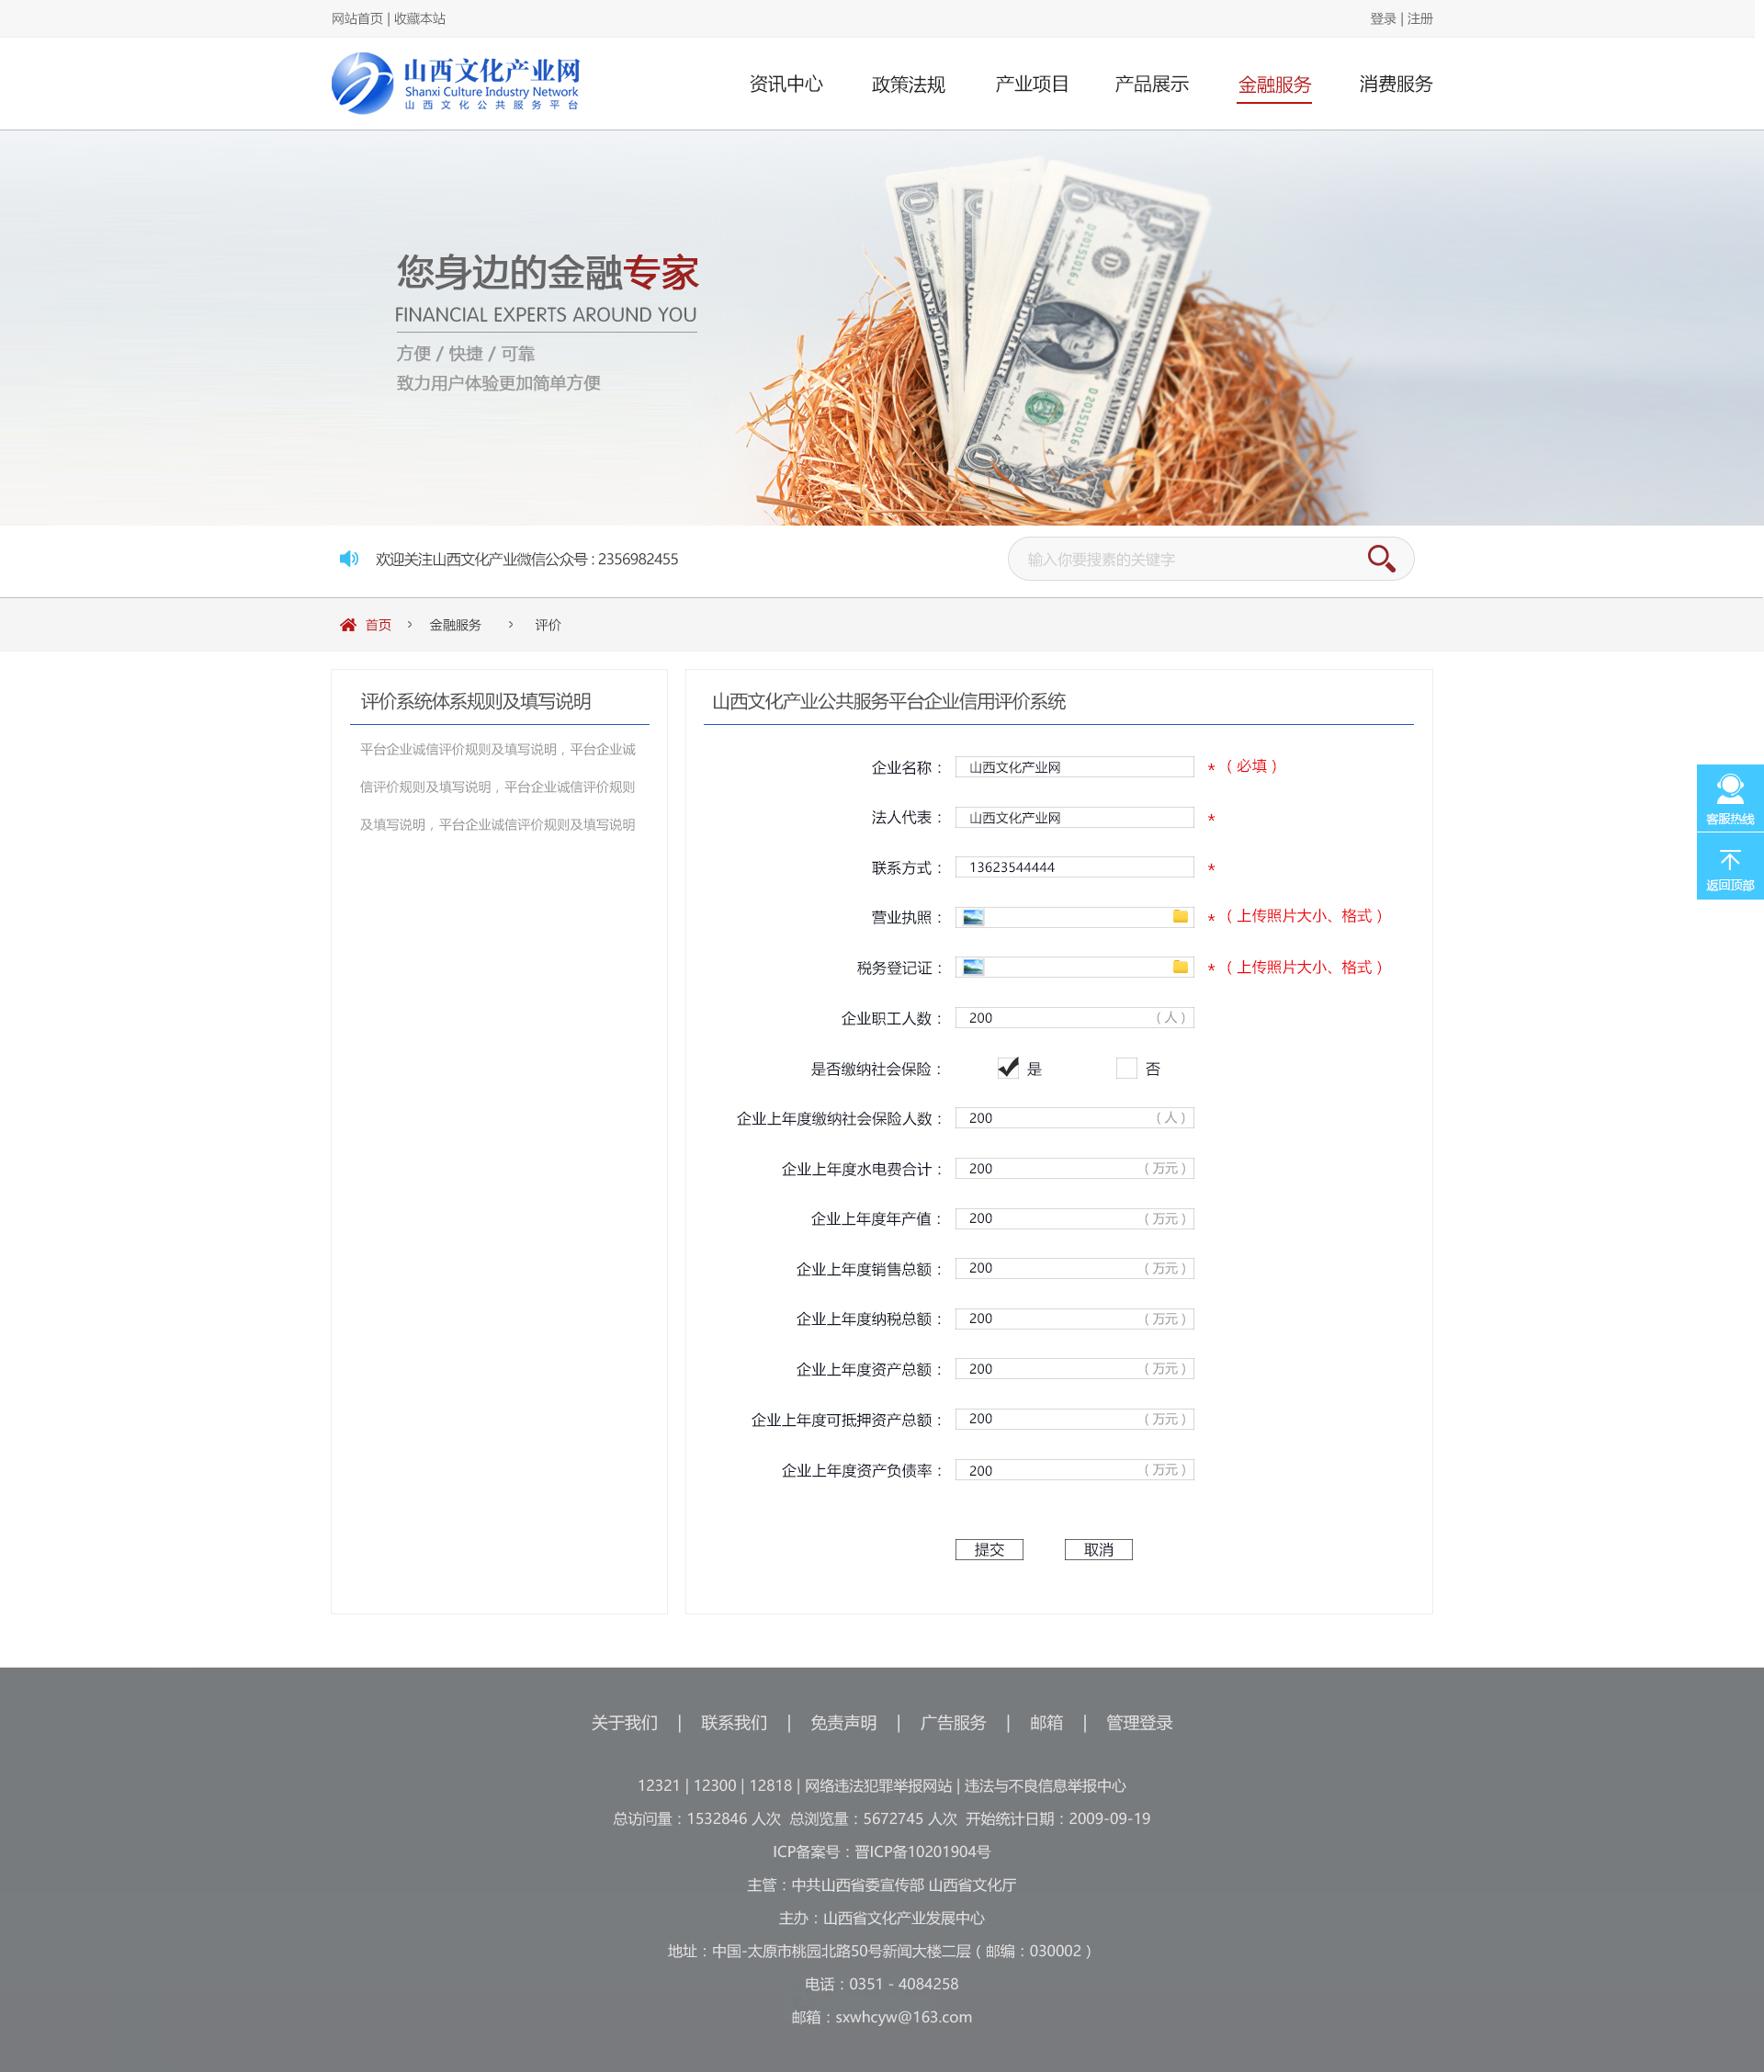 网站首页 | 收藏本站
登录 | 注册
山西文化产业网
Shanxi Culture Industry Network
山西文化公共服务平台
资讯中心
政策法规
产业项目
产品展示
金融服务
消费服务
您身边的金融专家
FINANCIAL EXPERTS AROUND YOU
方便 / 快捷 / 可靠
致力用户体验更加简单方便
D20151016J
D20151016 J
欢迎关注山西文化产业微信公众号 : 2356982455
输入你要搜素的关键字
首页 > 金融服务 > 评价
评价系统体系规则及填写说明
平台企业诚信评价规则及填写说明，平台企业诚
信评价规则及填写说明，平台企业诚信评价规则
及填写说明，平台企业诚信评价规则及填写说明
山西文化产业公共服务平台企业信用评价系统
企业名称： 山西文化产业网 *（必填）
法人代表： 山西文化产业网 *
联系方式： 13623544444 *
营业执照： *（上传照片大小、格式）
税务登记证： *（上传照片大小、格式）
企业职工人数： 200 （人）
是否缴纳社会保险： 是 否
企业上年度缴纳社会保险人数： 200 （人）
企业上年度水电费合计： 200 （万元）
企业上年度年产值： 200 （万元）
企业上年度销售总额： 200 （万元）
企业上年度纳税总额： 200 （万元）
企业上年度资产总额： 200 （万元）
企业上年度可抵押资产总额： 200 （万元）
企业上年度资产负债率： 200 （万元）
提交 取消
客服热线
返回顶部
关于我们 | 联系我们 | 免责声明 | 广告服务 | 邮箱 | 管理登录
12321 | 12300 | 12818 | 网络违法犯罪举报网站 | 违法与不良信息举报中心
总访问量：1532846 人次 总浏览量：5672745 人次 开始统计日期：2009-09-19
ICP备案号：晋ICP备10201904号
主管：中共山西省委宣传部 山西省文化厅
主办：山西省文化产业发展中心
地址：中国-太原市桃园北路50号新闻大楼二层（邮编：030002）
电话：0351 - 4084258
邮箱：sxwhcyw@163.com